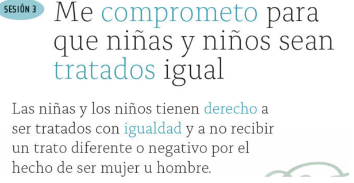 SESIÓN 3
Me comprometo para
que niñas y niños sean
tratados igual
Las niñas y los niños tienen derecho a
ser tratados con igualdad y a no recibir
un trato diferente o negativo por el
hecho de ser mujer u hombre.